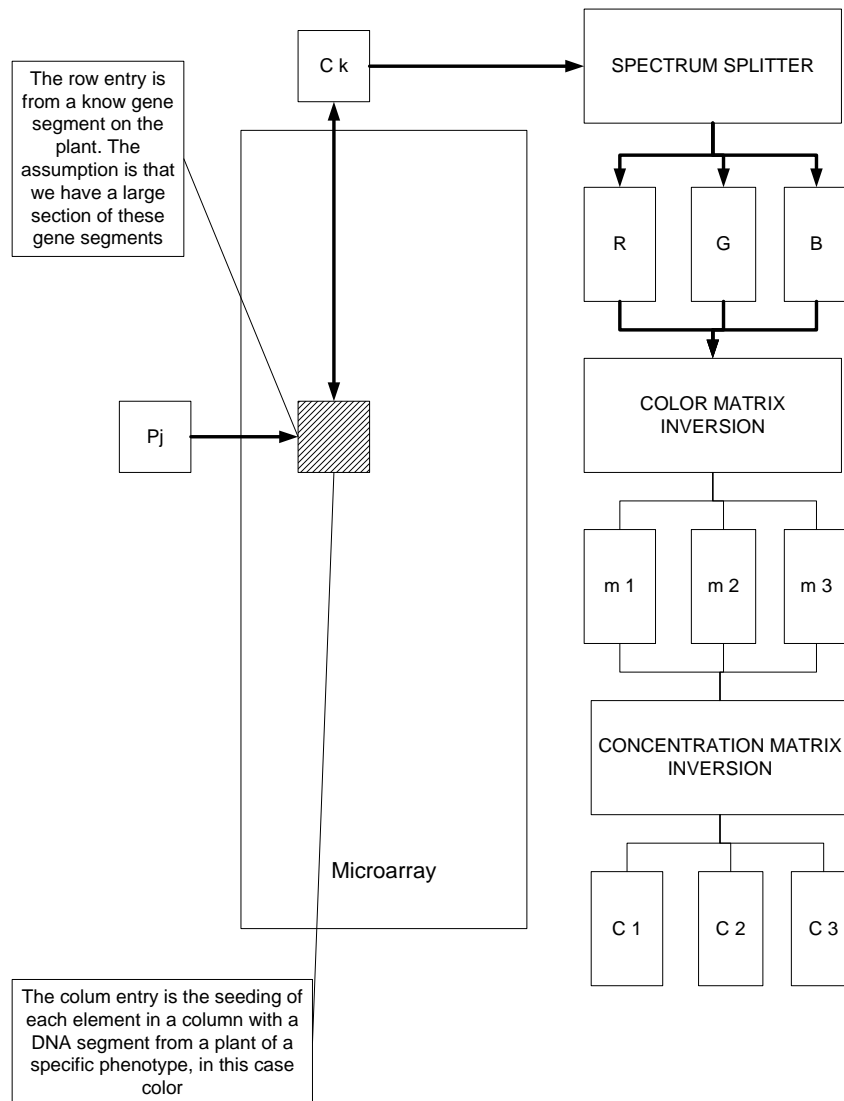 C k
SPECTRUM SPLITTER
The row entry is
from a know gene
segment on the
plant. The
assumption is that
we have a large
section of these
gene segments
R
G
B
Pj
COLOR MATRIX
INVERSION
m 1
m 2
m 3
CONCENTRATION MATRIX
INVERSION
Microarray
C 1
C 2
C 3
The colum entry is the seeding of
each element in a column with a
DNA segment from a plant of a
specific phenotype, in this case
color